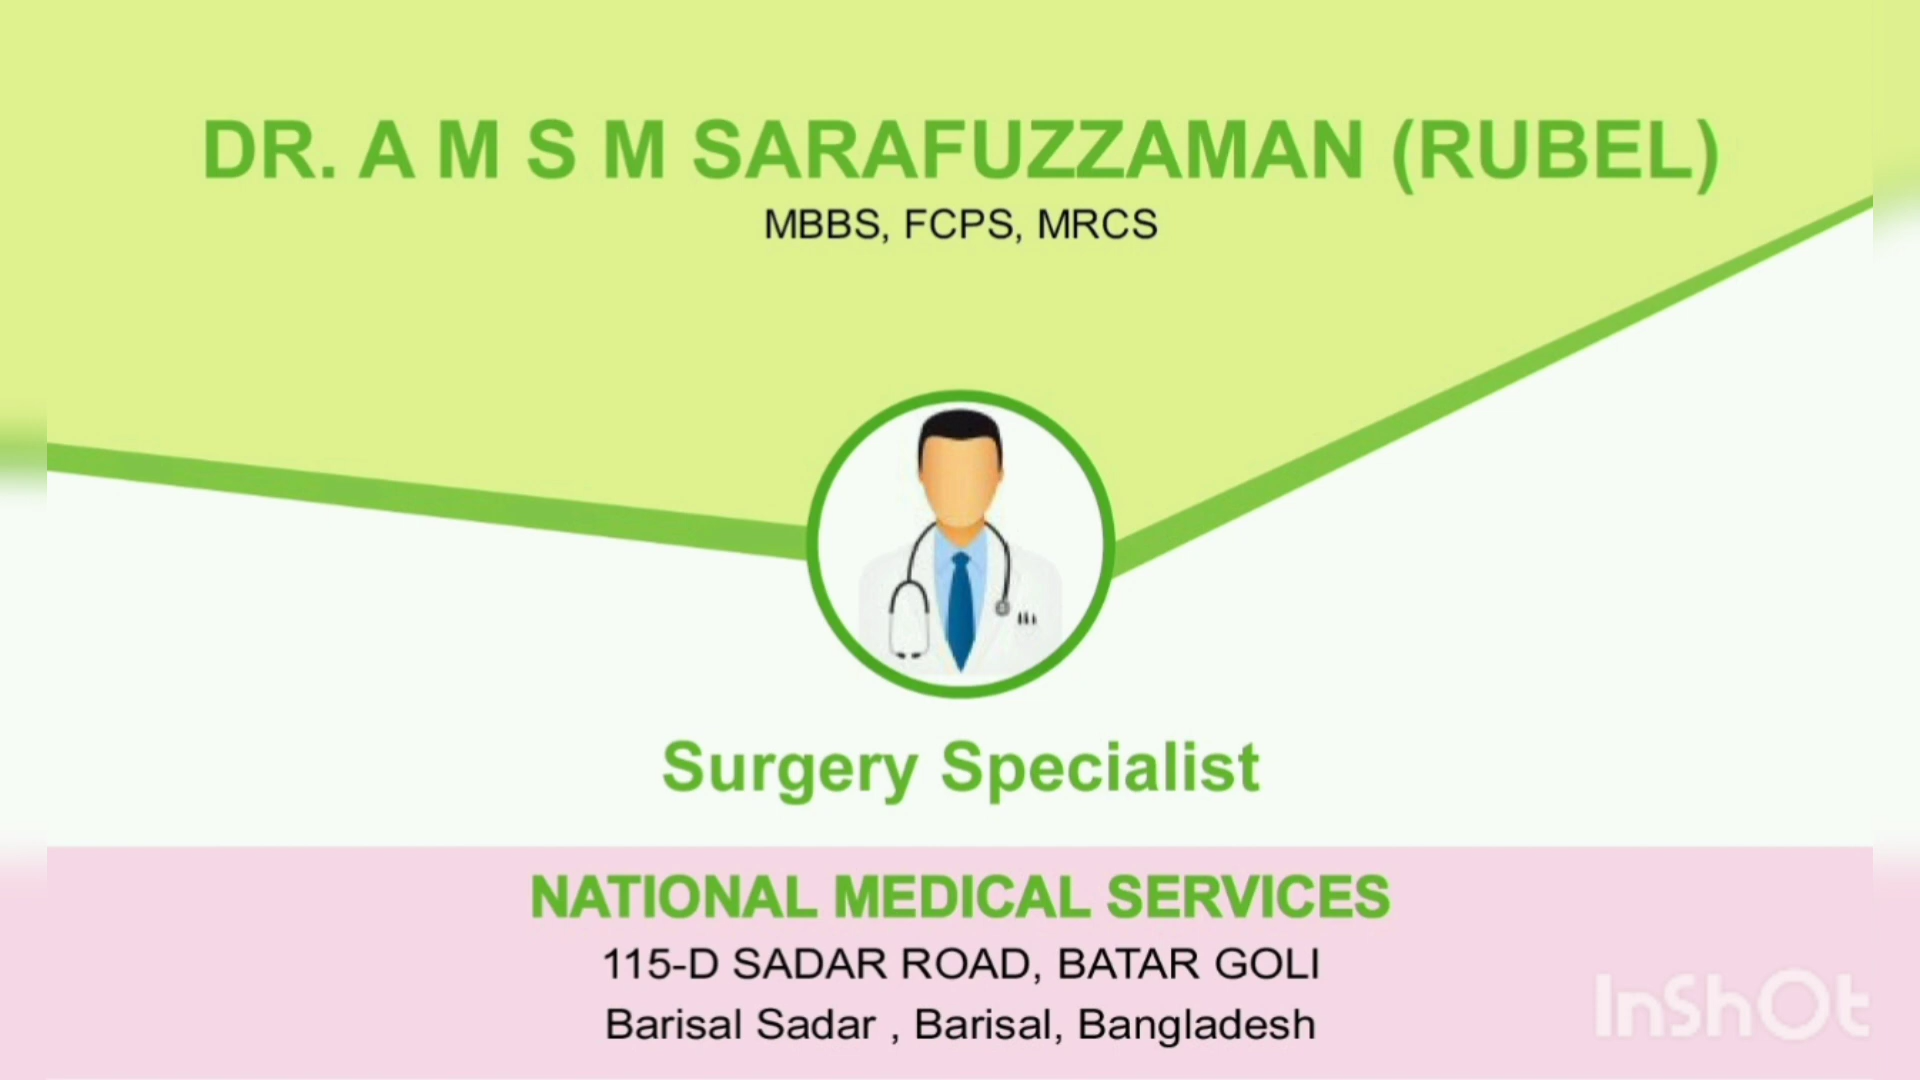 DR. A M S M SARAFUZZAMAN (RUBEL)
MBBS, FCPS, MRCS
Surgery Specialist
NATIONAL MEDICAL SERVICES
115-D SADAR ROAD, BATAR GOLI
Barisal Sadar , Barisal, Bangladesh
InShOt